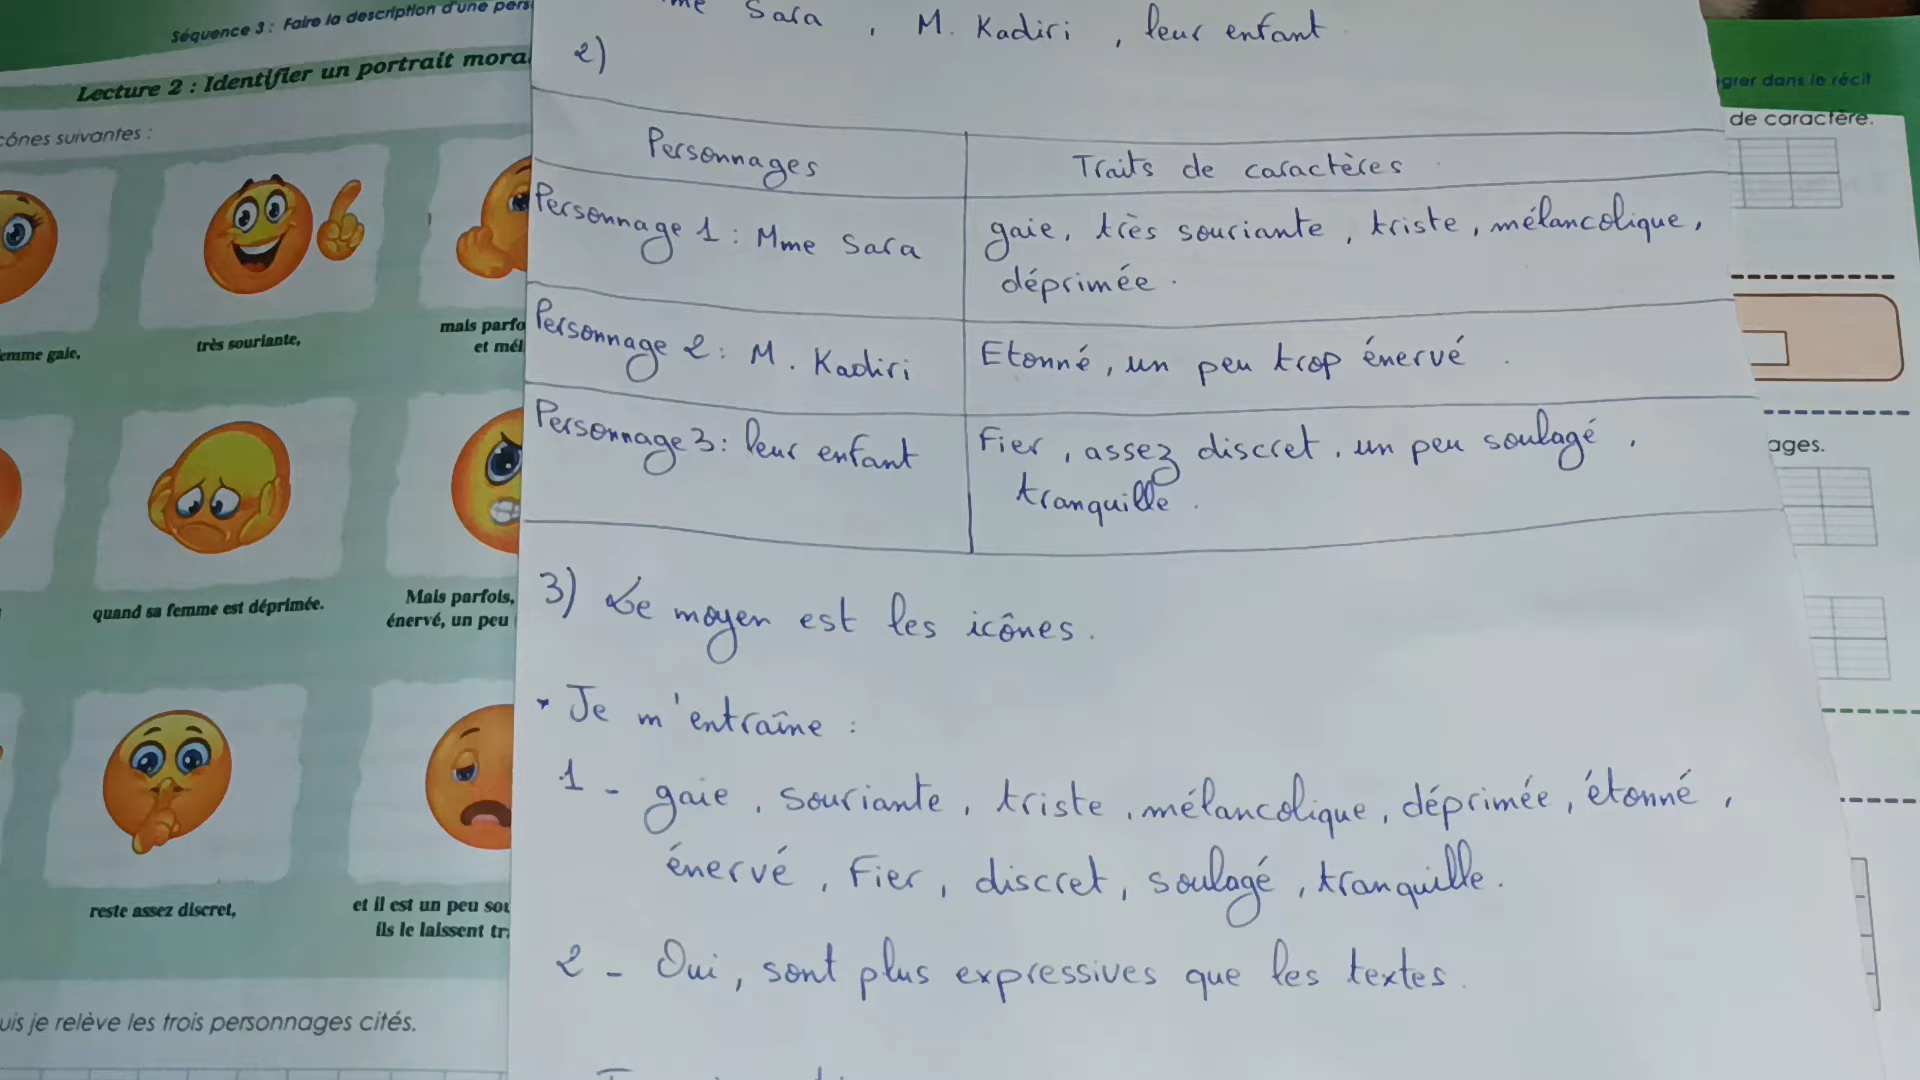 Séquence 3 : Faire la description d'une pers
Lecture 2 : Identifier un portrait mora
cônes suivantes :
emme gaie,
très souriante,
mais parfo
et mél
quand sa femme est déprimée.
Mais parfois,
énervé, un peu
reste assez discret,
et il est un peu sou
ils le laissent tr
uis je relève les trois personnages cités.
me Sara , M. Kadiri , leur enfant
2)
Personnages
Traits de caractères
Personnage 1 : Mme Sara
gaie, très souriante, triste, mélancolique,
déprimée.
Personnage 2 : M. Kadiri
Etonné, un peu trop énervé.
Personnage 3 : leur enfant
Fier, assez discret, un peu soulagé,
tranquille.
3) Le moyen est les icônes.
Je m'entraîne :
1 - gaie, souriante, triste, mélancolique, déprimée, étonné,
énervé, Fier, discret, soulagé, tranquille.
2 - Oui, sont plus expressives que les textes.
grer dans le récit
de caractère.
ages.